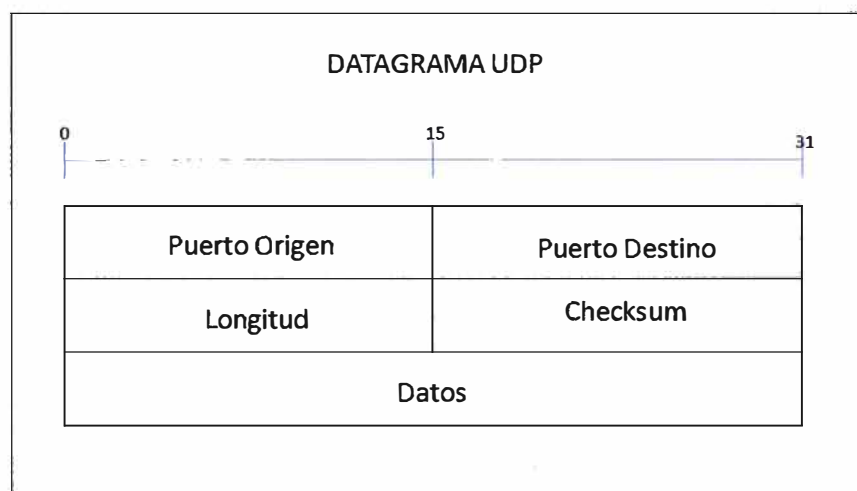 DATAGRAMA UDP
0 15 31
Puerto Origen Puerto Destino
Longitud Checksum
Datos